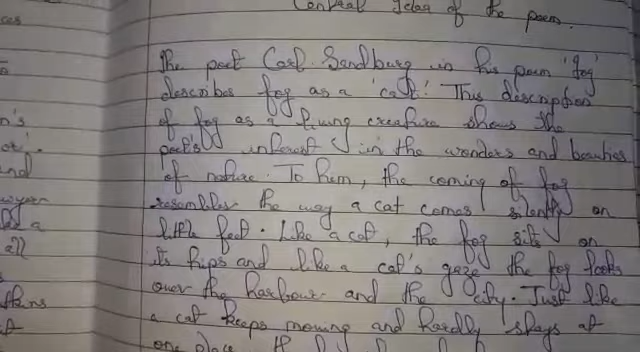 Central Idea of the poem.
The poet Carl Sandburg in his poem 'fog'
describes fog as a 'cat'. This description
of fog as a living creature shows the
poet's interest in the wonders and beauties
of nature. To him, the coming of fog
resembles the way a cat comes silently on
little feet. Like a cat, the fog sits on
its hips and like a cat's gaze the fog looks
over the harbour and the city. Just like
a cat keeps moving and hardly stays at
one place
n's
and
a
all